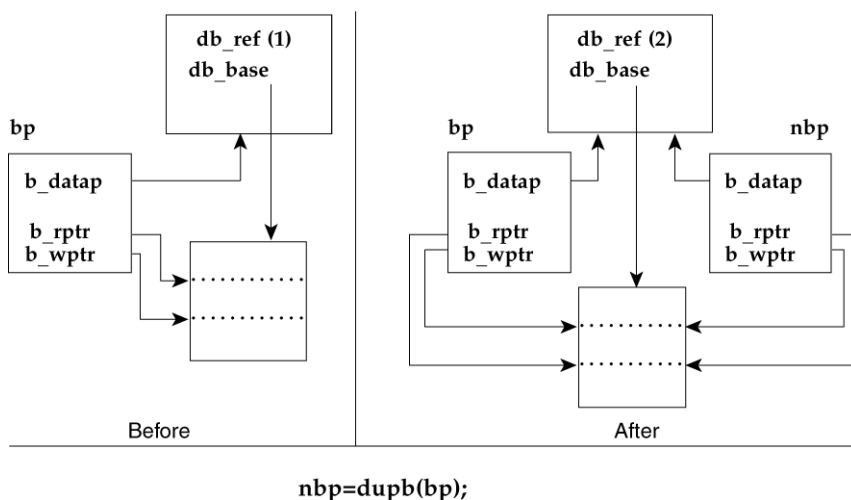 db_ref (1)
db_base
bp
b_datap
b_rptr
b_wptr
Before
db_ref (2)
db_base
bp
nbp
b_datap
b_datap
b_rptr
b_wptr
b_rptr
b_wptr
After
nbp=dupb(bp);